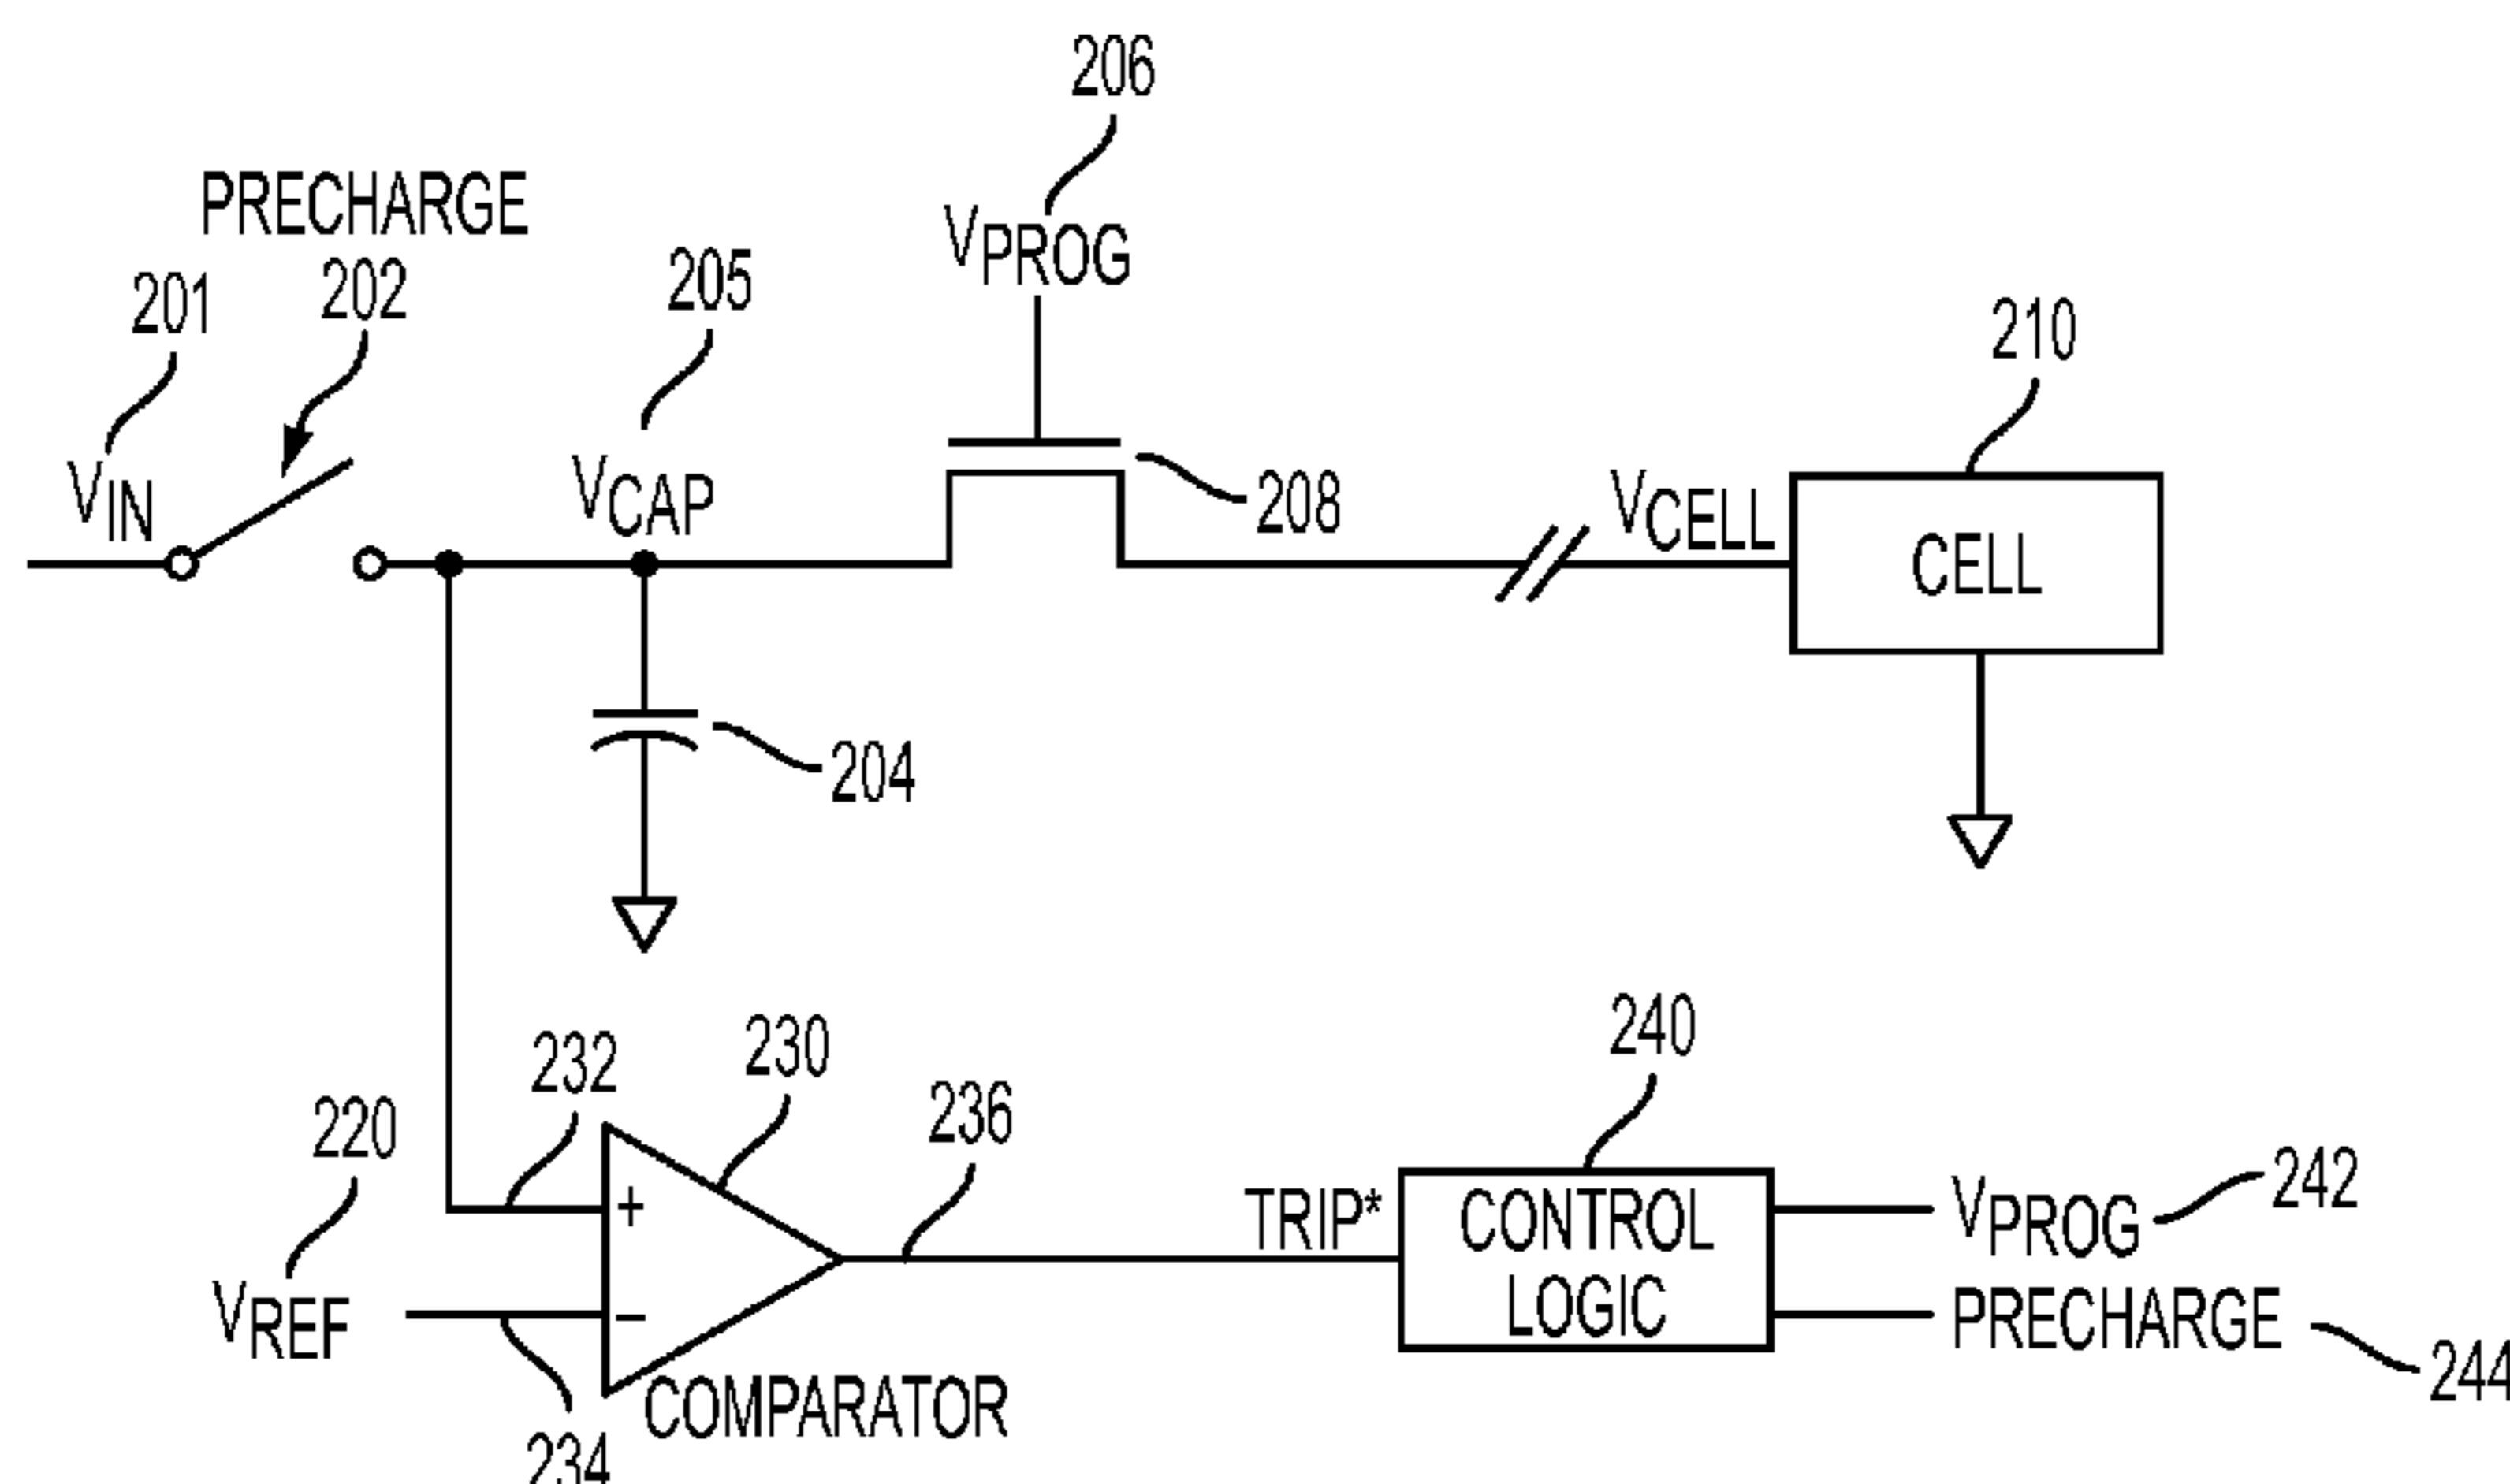 206
PRECHARGE
201
202
205
VPROG
210
VIN
VCAP
208
VCELL
CELL
204
240
230
232
236
220
TRIP*
CONTROL
LOGIC
VPROG
242
VREF
PRECHARGE
244
COMPARATOR
234